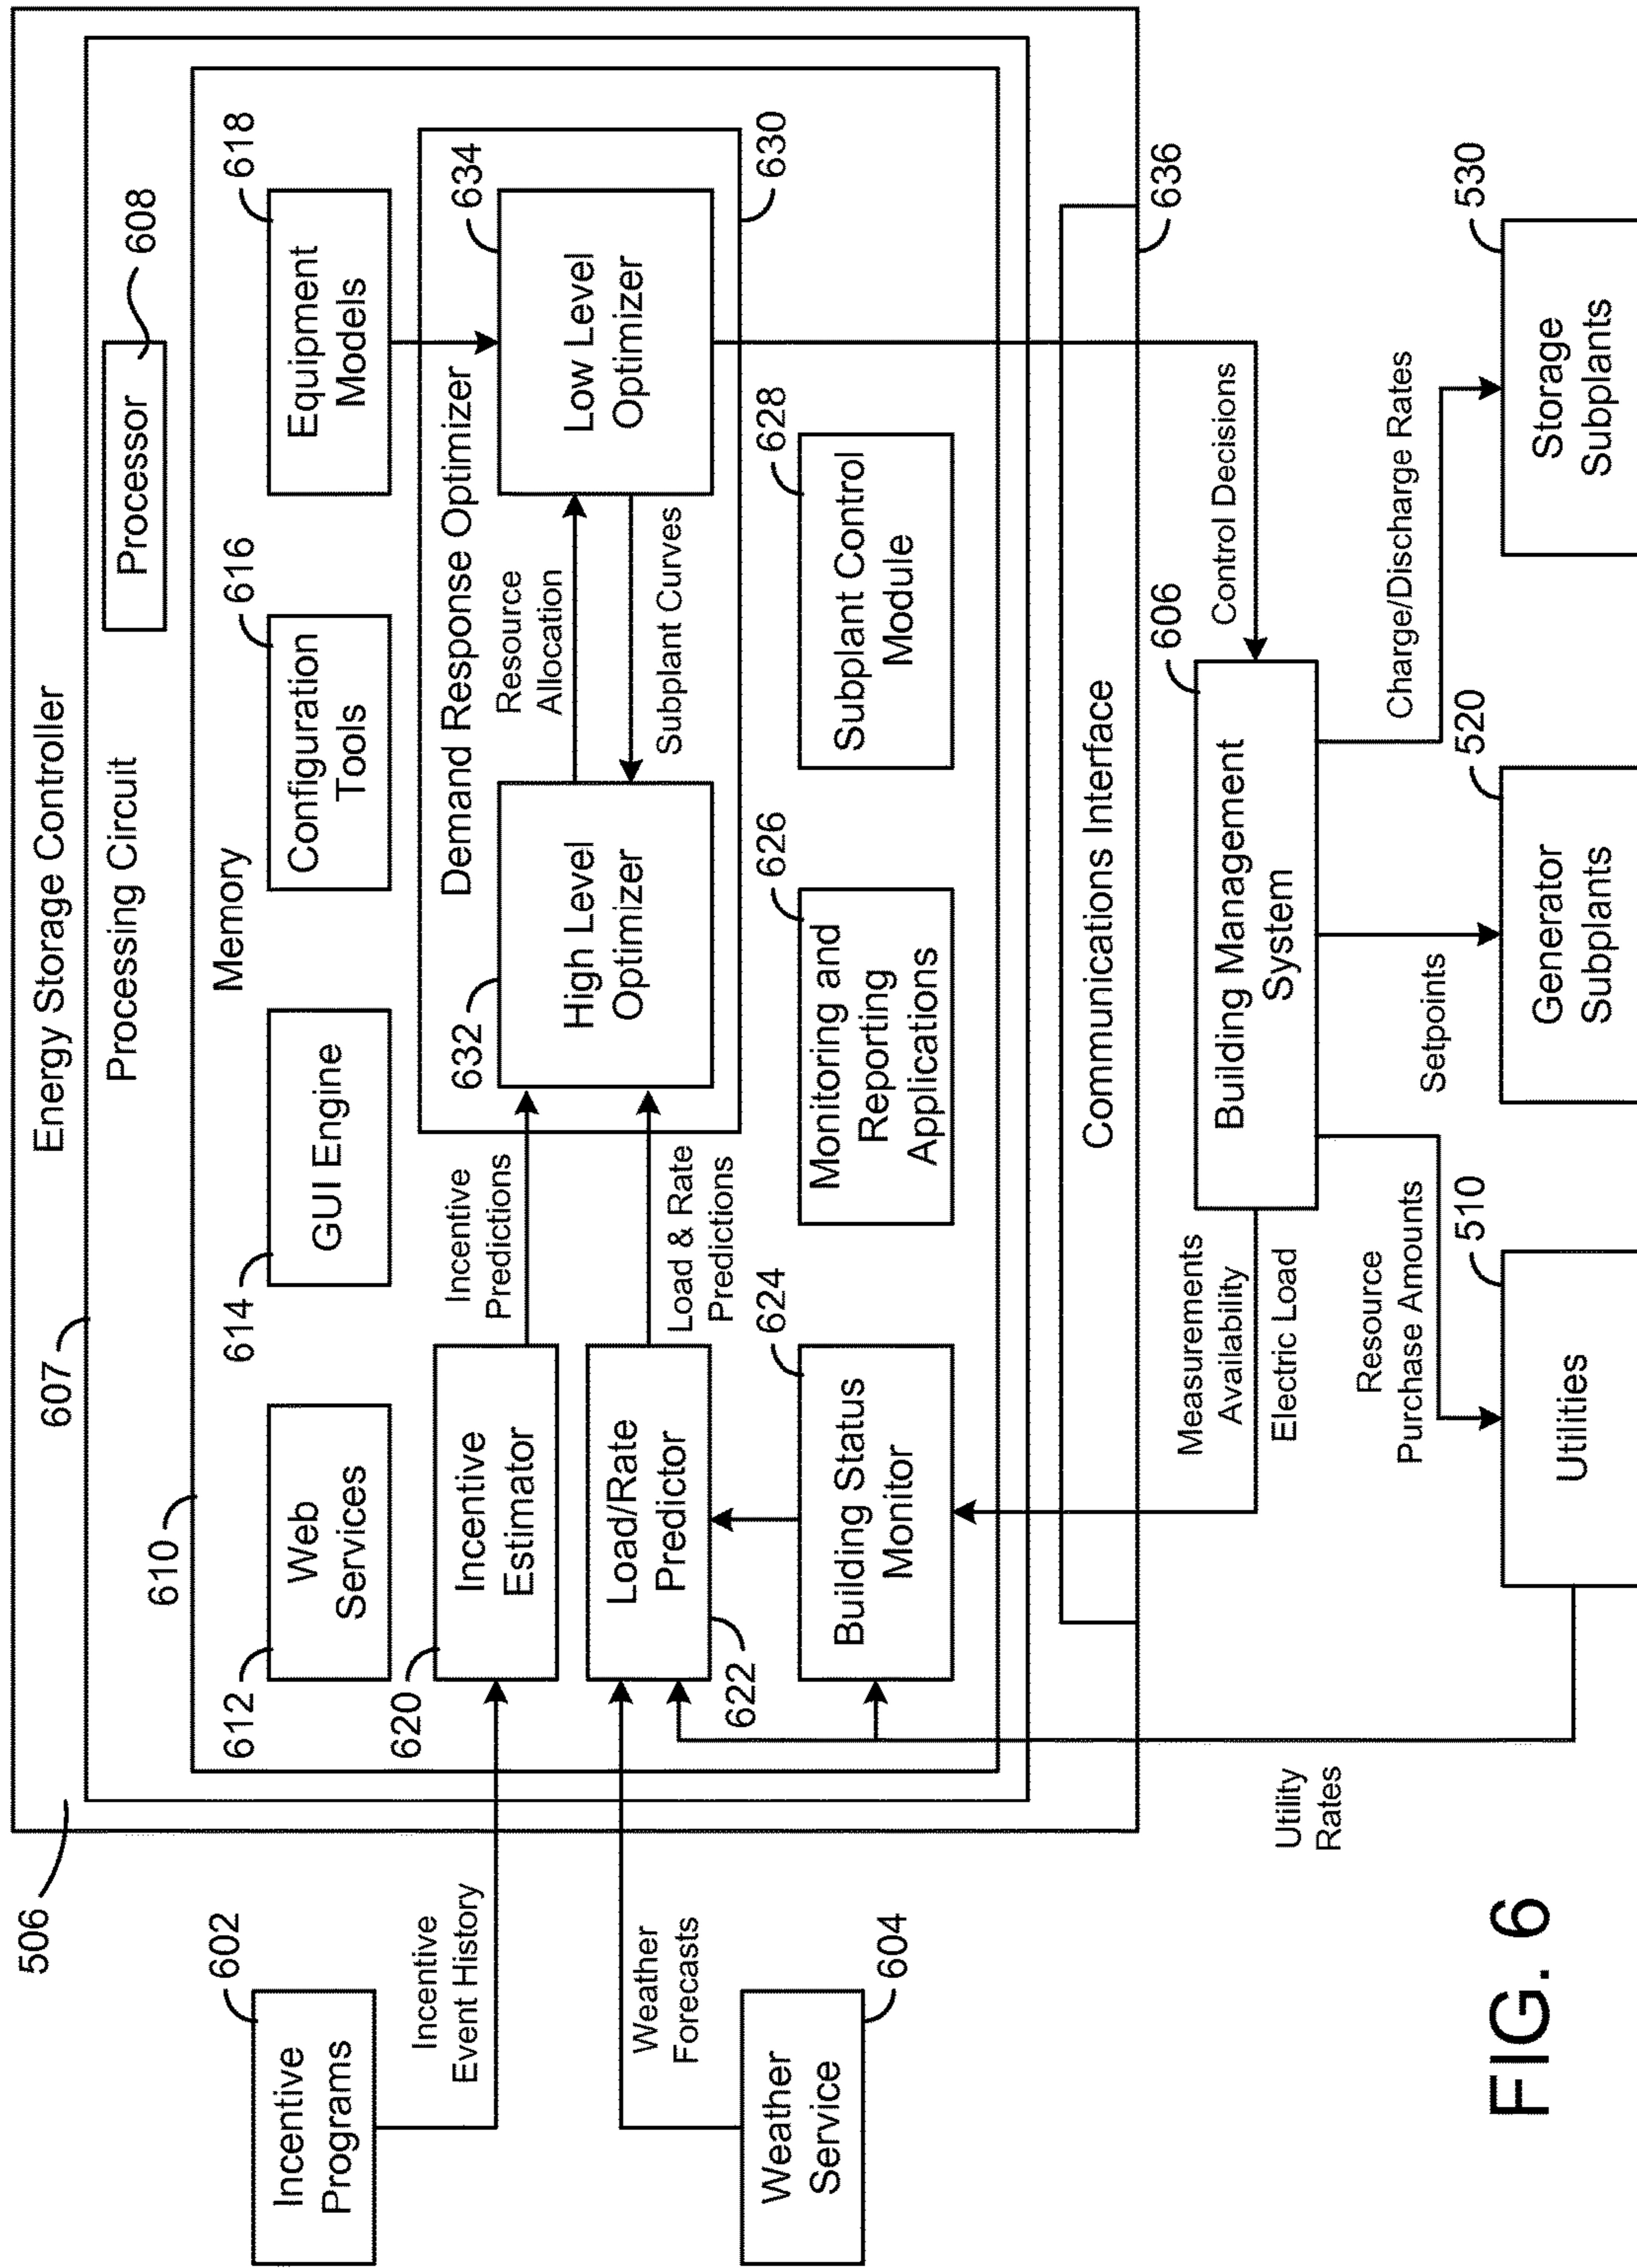 506
Energy Storage Controller
607
Processing Circuit
Processor
608
610
Memory
612
Web
Services
614
GUI Engine
616
Configuration
Tools
618
Equipment
Models
602
Incentive
Programs
Incentive
Event History
620
Incentive
Estimator
Incentive
Predictions
Demand Response Optimizer
632
High Level
Optimizer
Resource
Allocation
Subplant Curves
634
Low Level
Optimizer
630
Weather
Forecasts
Weather
Service
604
Load/Rate
Predictor
622
Load & Rate
Predictions
624
Building Status
Monitor
626
Monitoring and
Reporting
Applications
628
Subplant Control
Module
Communications Interface
636
Utility
Rates
Measurements
Availability
Electric Load
606
Building Management
System
Control Decisions
Resource
Purchase Amounts
Setpoints
Charge/Discharge Rates
510
Utilities
520
Generator
Subplants
530
Storage
Subplants
FIG. 6